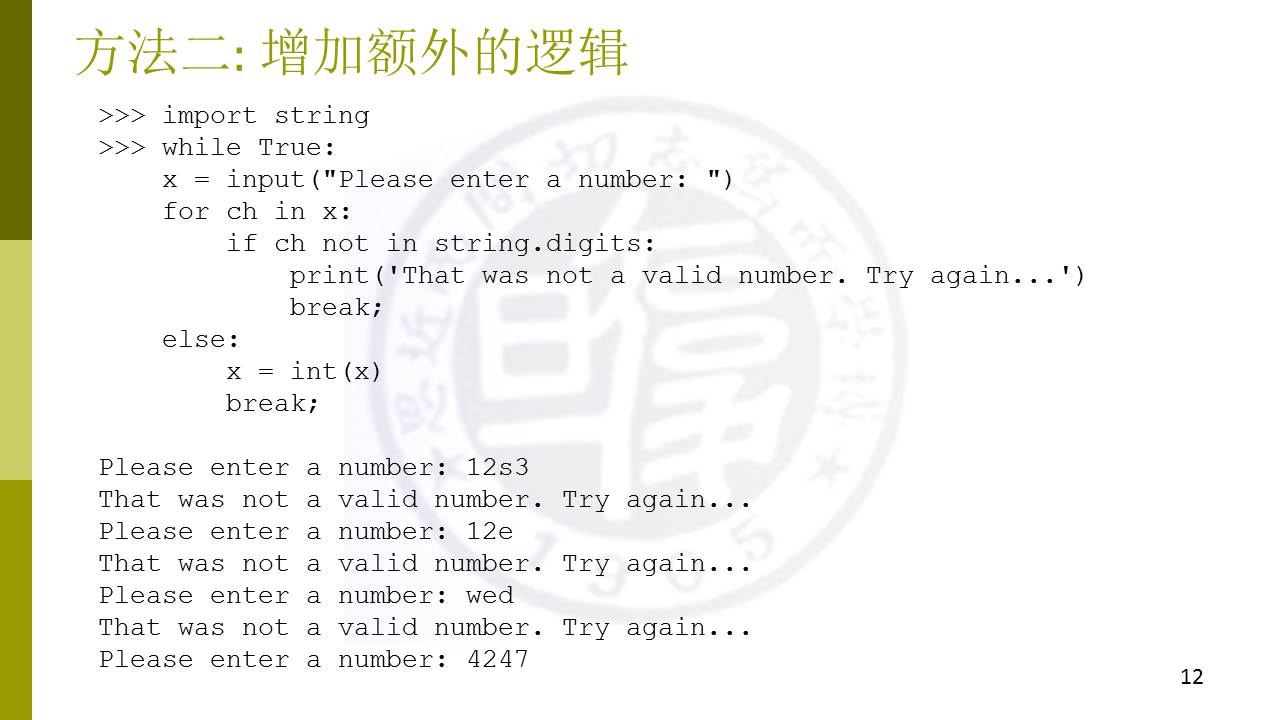 方法二: 增加额外的逻辑
>>> import string
>>> while True:
    x = input("Please enter a number: ")
    for ch in x:
        if ch not in string.digits:
            print('That was not a valid number. Try again...')
            break;
    else:
        x = int(x)
        break;

Please enter a number: 12s3
That was not a valid number. Try again...
Please enter a number: 12e
That was not a valid number. Try again...
Please enter a number: wed
That was not a valid number. Try again...
Please enter a number: 4247
1905
12